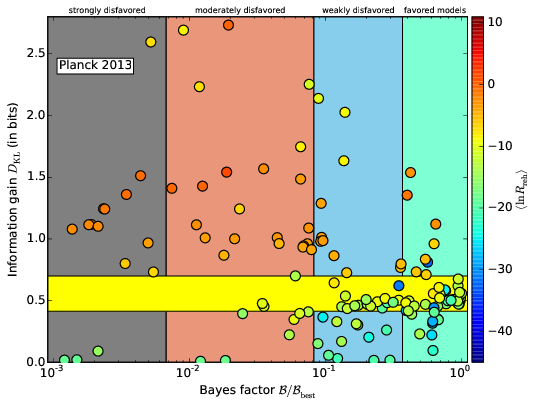 strongly disfavored moderately disfavored weakly disfavored favored models
Planck 2013
Information gain D_KL (in bits)
2.5
2.0
1.5
1.0
0.5
0.0
10^-3 10^-2 10^-1 10^0
Bayes factor B/B_best
10
0
−10
−20
−30
−40
⟨ln R_reh⟩